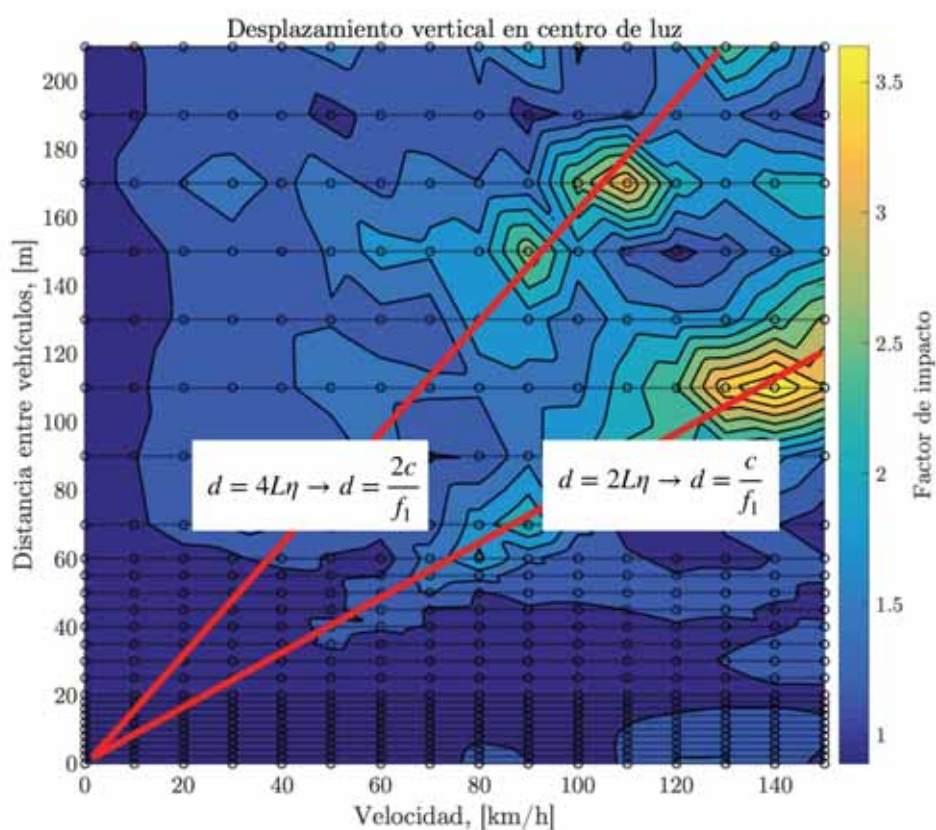 Desplazamiento vertical en centro de luz
200
180
160
140
120
100
80
60
40
20
0
Distancia entre vehículos, [m]
d = 4Lη → d = 2c/f₁
d = 2Lη → d = c/f₁
0 20 40 60 80 100 120 140
Velocidad, [km/h]
3.5
3
2.5
2
1.5
1
Factor de impacto